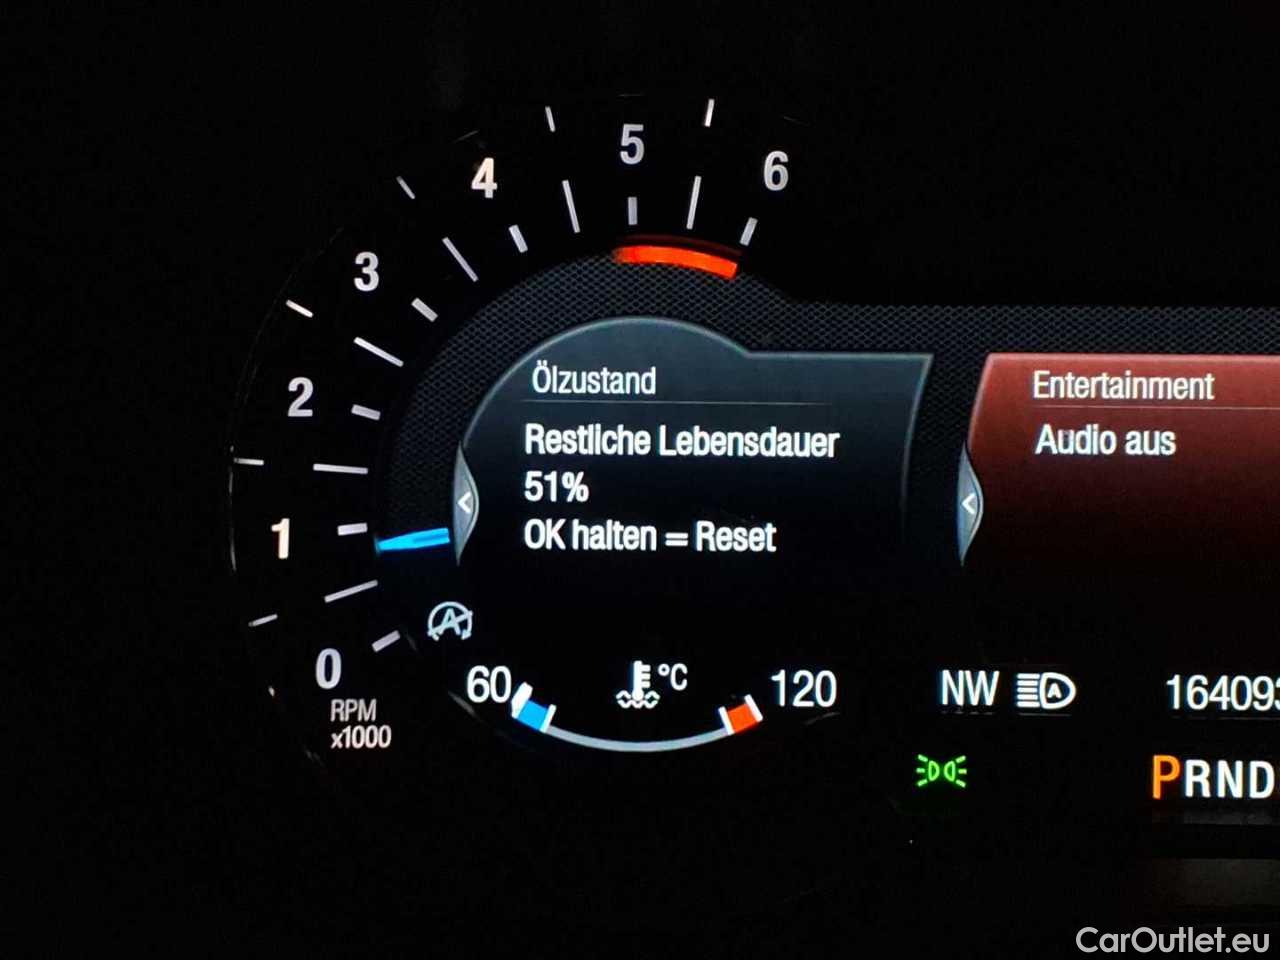 6
5
4
3
2
1
0
RPM
x1000
Ölzustand
Restliche Lebensdauer
51%
OK halten = Reset
Entertainment
Audio aus
A
60
°C
120
NW
A
164093
PRND
CarOutlet.eu